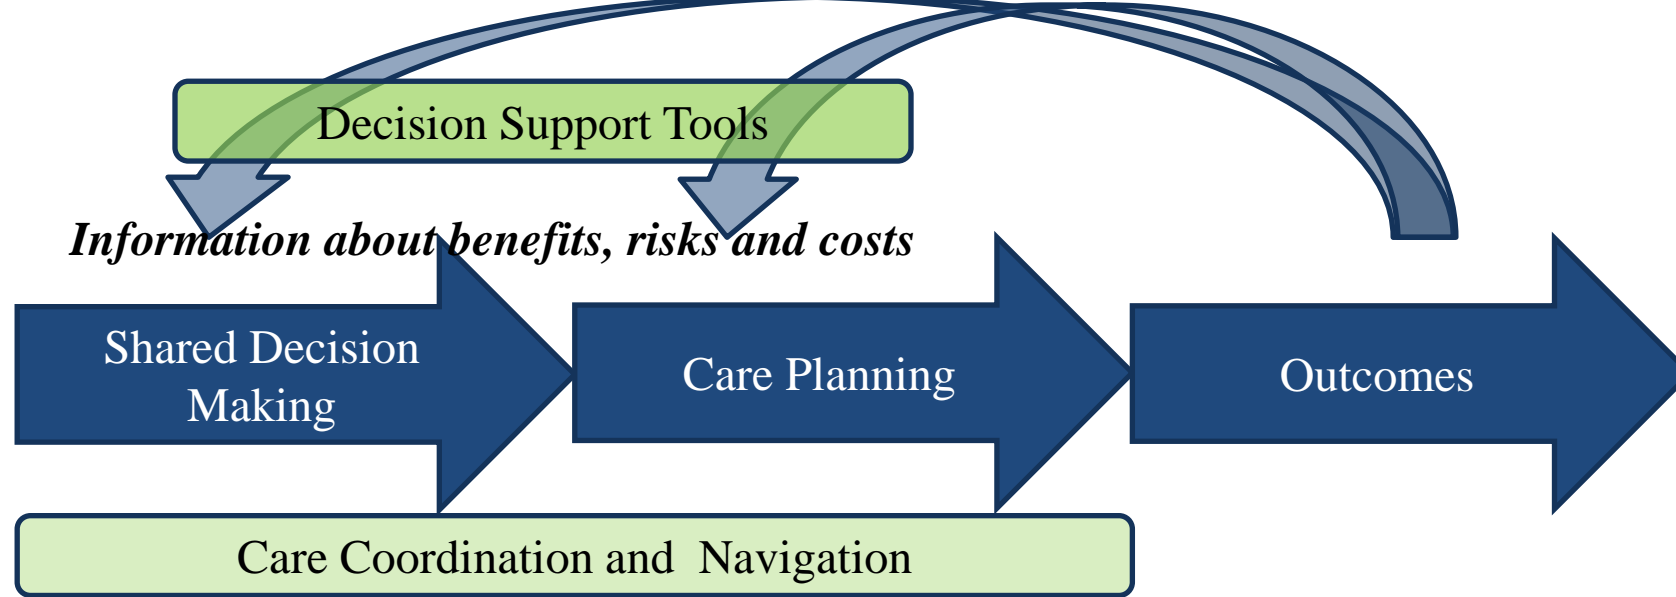 Decision Support Tools
Information about benefits, risks and costs
Shared Decision
Making
Care Planning
Outcomes
Care Coordination and  Navigation